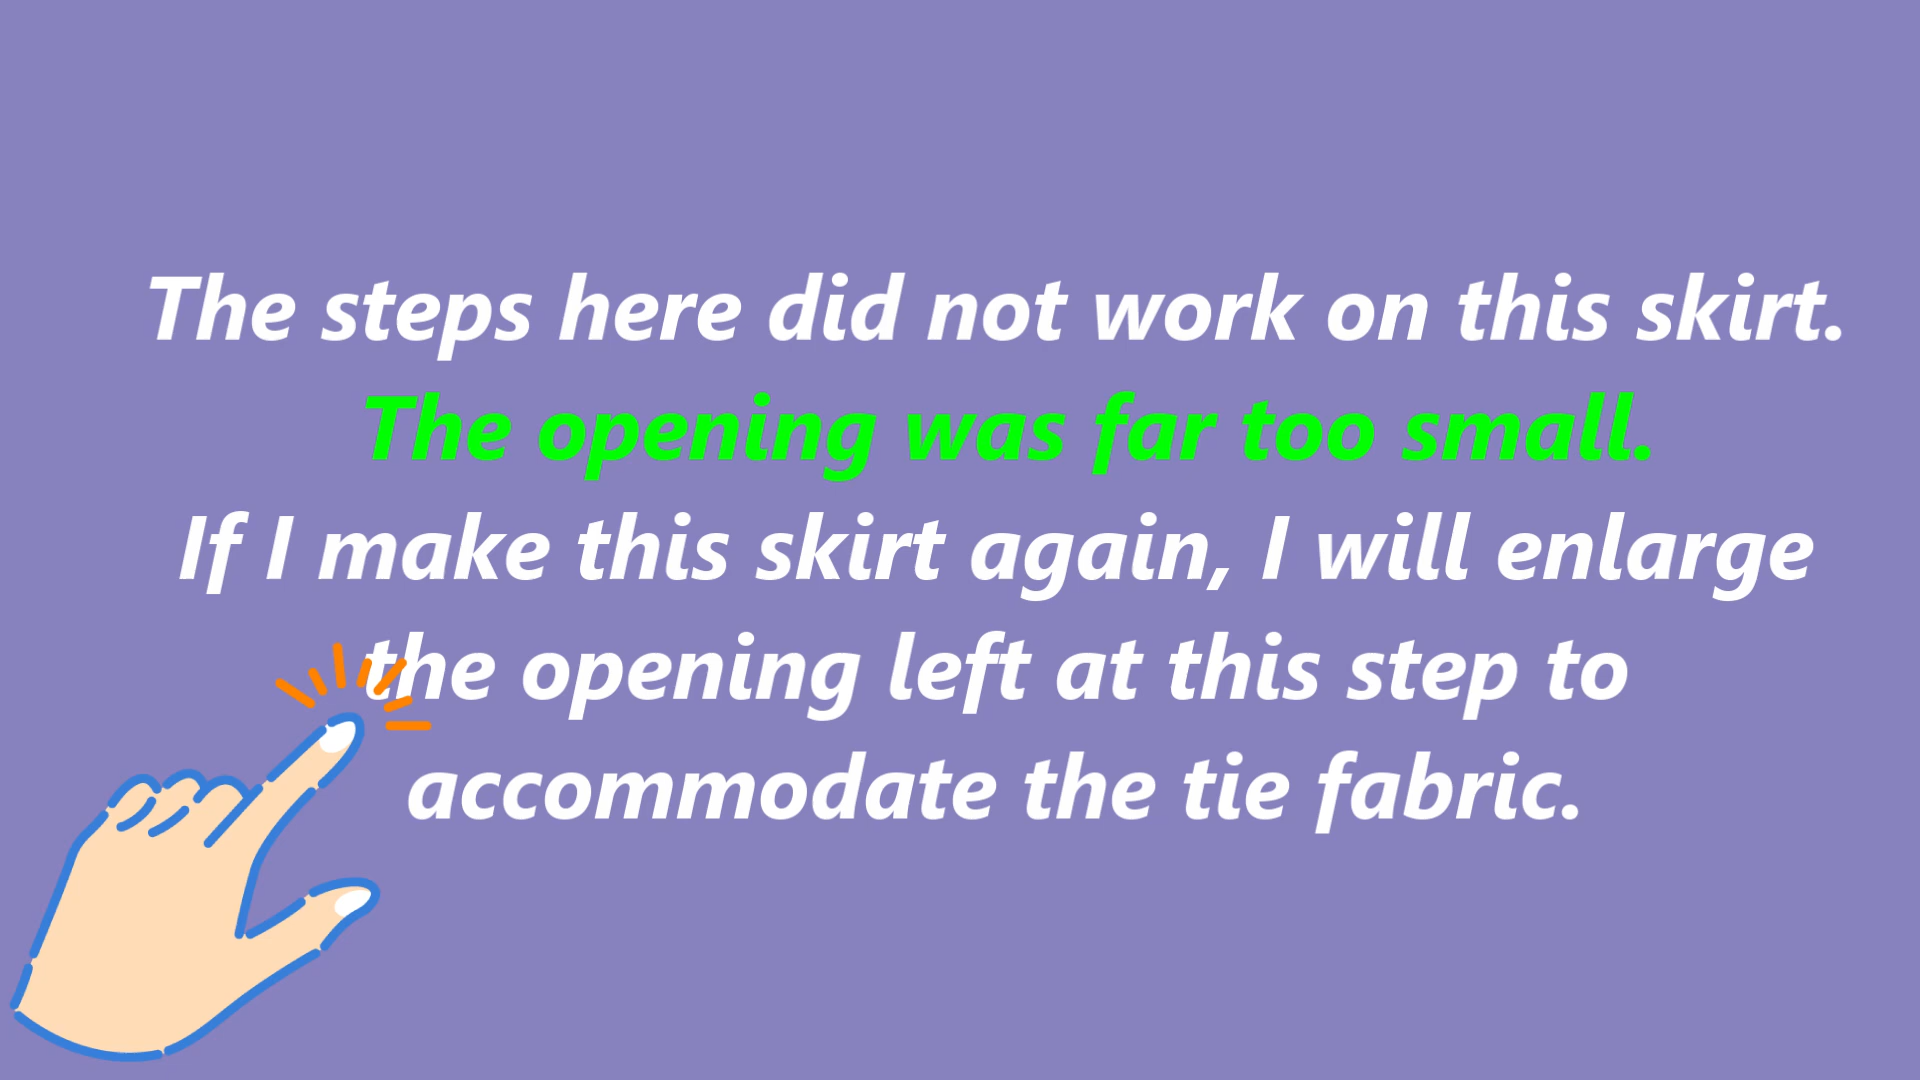 The steps here did not work on this skirt.
The opening was far too small.
If I make this skirt again, I will enlarge
the opening left at this step to
accommodate the tie fabric.